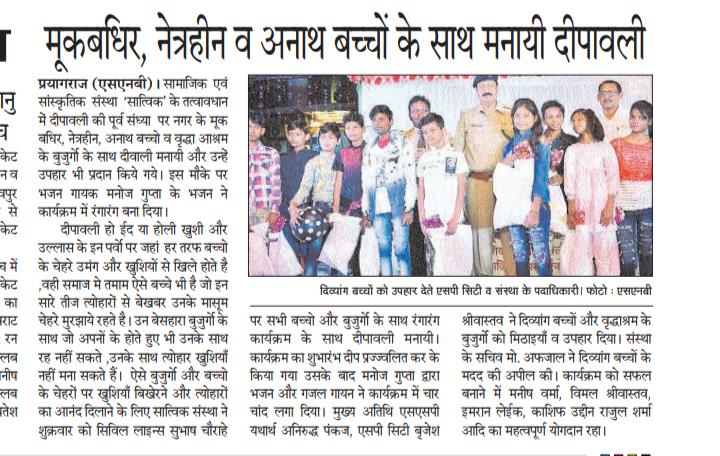 मूकबधिर, नेत्रहीन व अनाथ बच्चों के साथ मनायी दीपावली
प्रयागराज (एसएनबी)। सामाजिक एवं
सांस्कृतिक संस्था 'सात्विक' के तत्वावधान
में दीपावली की पूर्व संध्या पर नगर के मूक
बधिर, नेत्रहीन, अनाथ बच्चो व वृद्धा आश्रम
के बुजुर्गो के साथ दीवाली मनायी और उन्हें
उपहार भी प्रदान किये गये। इस मौके पर
भजन गायक मनोज गुप्ता के भजन ने
कार्यक्रम में रंगारंग बना दिया।
दीपावली हो ईद या होली खुशी और
उल्लास के इन पर्वो पर जहां हर तरफ बच्चो
के चेहरे उमंग और खुशियों से खिले होते है
,वही समाज मे तमाम ऐसे बच्चे भी है जो इन
सारे तीज त्योहारों से बेखबर उनके मासूम
चेहरे मुरझाये रहते है। उन बेसहारा बुजुर्गो के
साथ जो अपनों के होते हुए भी उनके साथ
रह नहीं सकते ,उनके साथ त्योहार खुशियाँ
नहीं मना सकते हैं। ऐसे बुजुर्गो और बच्चो
के चेहरों पर खुशियाँ बिखेरने और त्योहारों
का आनंद दिलाने के लिए सात्विक संस्था ने
शुक्रवार को सिविल लाइन्स सुभाष चौराहे
दिव्यांग बच्चों को उपहार देते एसपी सिटी व संस्था के पदाधिकारी। फोटो : एसएनबी
पर सभी बच्चो और बुजुर्गो के साथ रंगारंग
कार्यक्रम के साथ दीपावली मनायी।
कार्यक्रम का शुभारंभ दीप प्रज्ज्वलित कर के
किया गया उसके बाद मनोज गुप्ता द्वारा
भजन और गजल गायन ने कार्यक्रम में चार
चांद लगा दिया। मुख्य अतिथि एसएसपी
यथार्थ अनिरुद्ध पंकज, एसपी सिटी बृजेश
श्रीवास्तव ने दिव्यांग बच्चों और वृद्धाश्रम के
बुजुर्गो को मिठाइयाँ व उपहार दिया। संस्था
के सचिव मो. अफजाल ने दिव्यांग बच्चों के
मदद की अपील की। कार्यक्रम को सफल
बनाने में मनीष वर्मा, विमल श्रीवास्तव,
इमरान लेईक, काशिफ उद्दीन राजुल शर्मा
आदि का महत्वपूर्ण योगदान रहा।